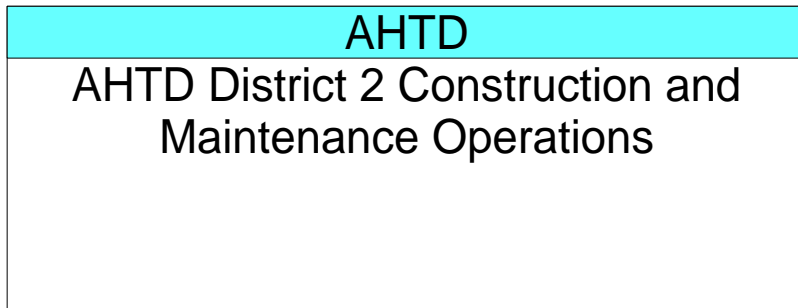 AHTD
AHTD District 2 Construction and
Maintenance Operations